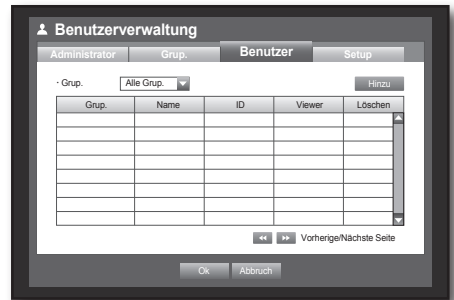 Benutzerverwaltung
Administrator Grup. Benutzer Setup
· Grup. Alle Grup. Hinzu
Grup. Name ID Viewer Löschen
Vorherige/Nächste Seite
Ok Abbruch